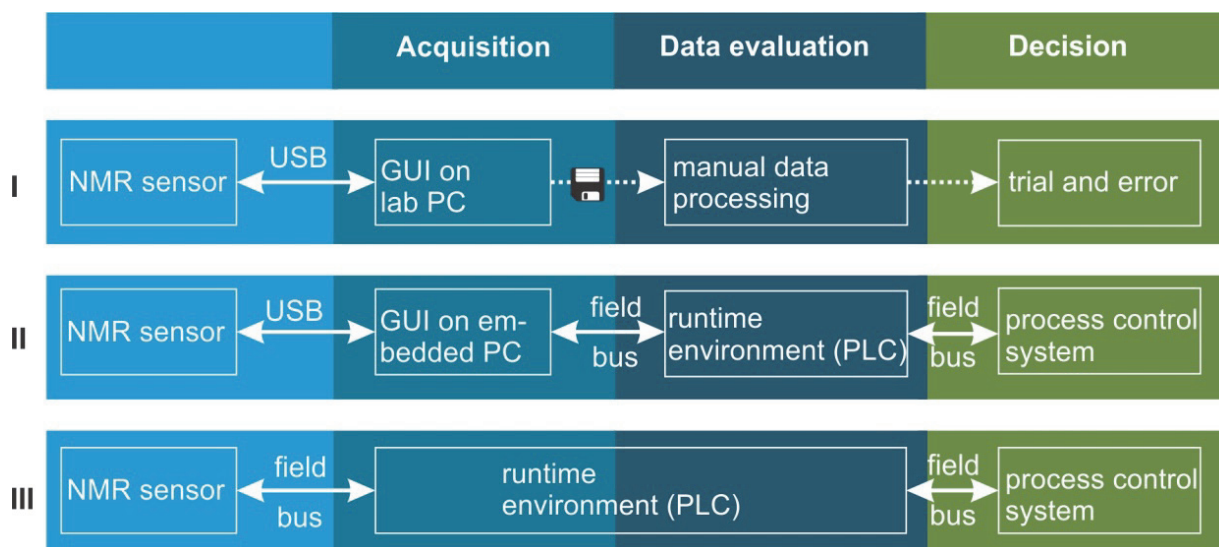 Acquisition
Data evaluation
Decision
I
NMR sensor
USB
GUI on
lab PC
manual data
processing
trial and error
II
NMR sensor
USB
GUI on em-
bedded PC
field
bus
runtime
environment (PLC)
field
bus
process control
system
III
NMR sensor
field
bus
runtime
environment (PLC)
field
bus
process control
system